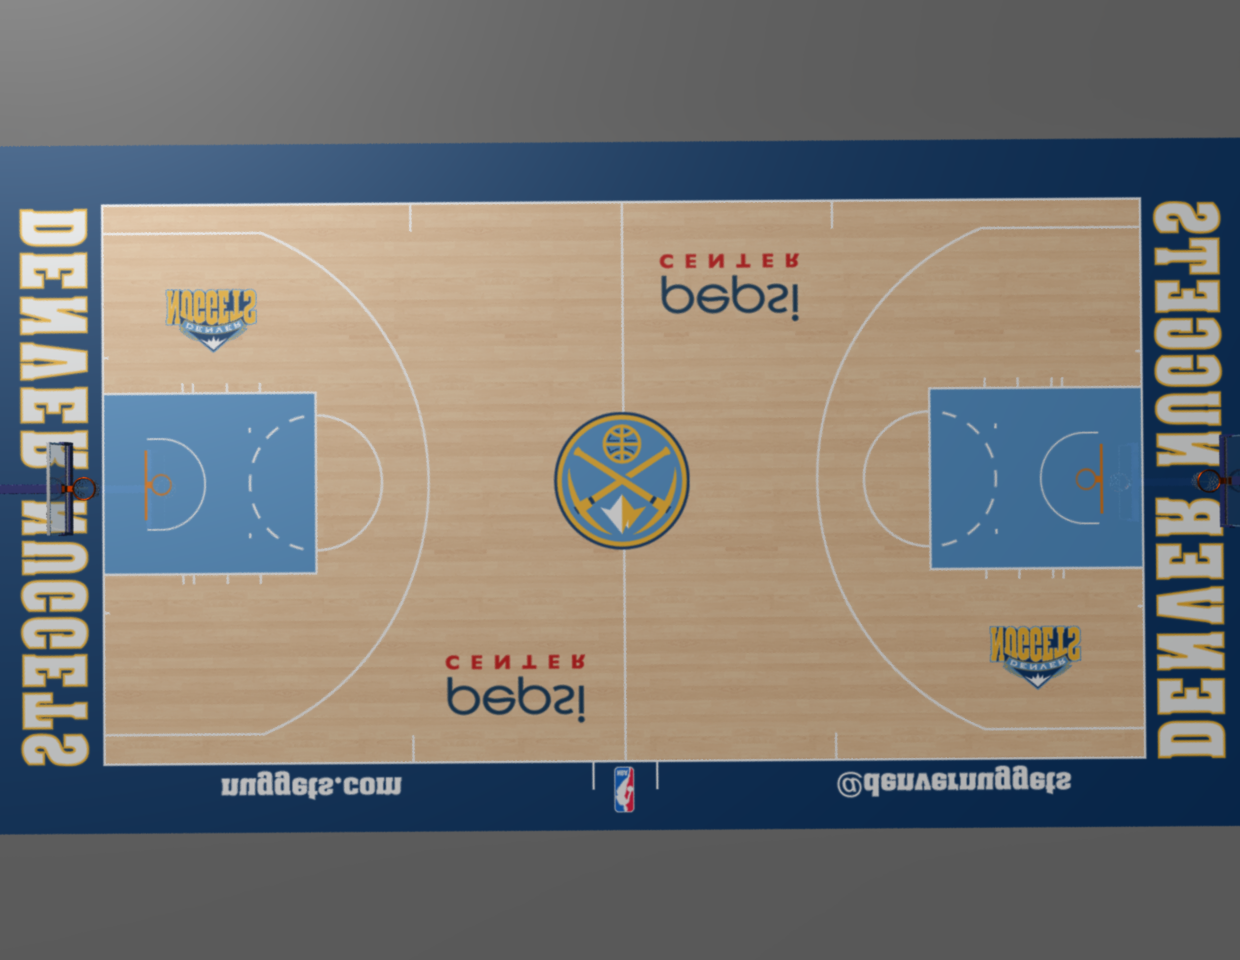 DENVER NUGGETS
CENTER
pepsi
NUGGETS
DENVER
DENVER NUGGETS
NUGGETS
DENVER
CENTER
pepsi
nuggets.com
@denvernuggets